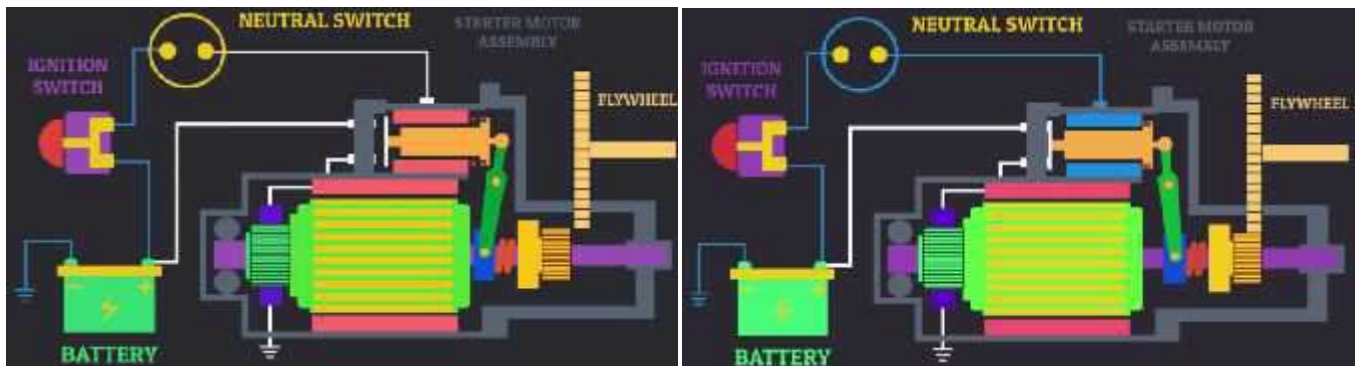 NEUTRAL SWITCH
STARTER MOTOR
ASSEMBLY
IGNITION
SWITCH
FLYWHEEL
BATTERY
NEUTRAL SWITCH
STARTER MOTOR
ASSEMBLY
IGNITION
SWITCH
FLYWHEEL
BATTERY